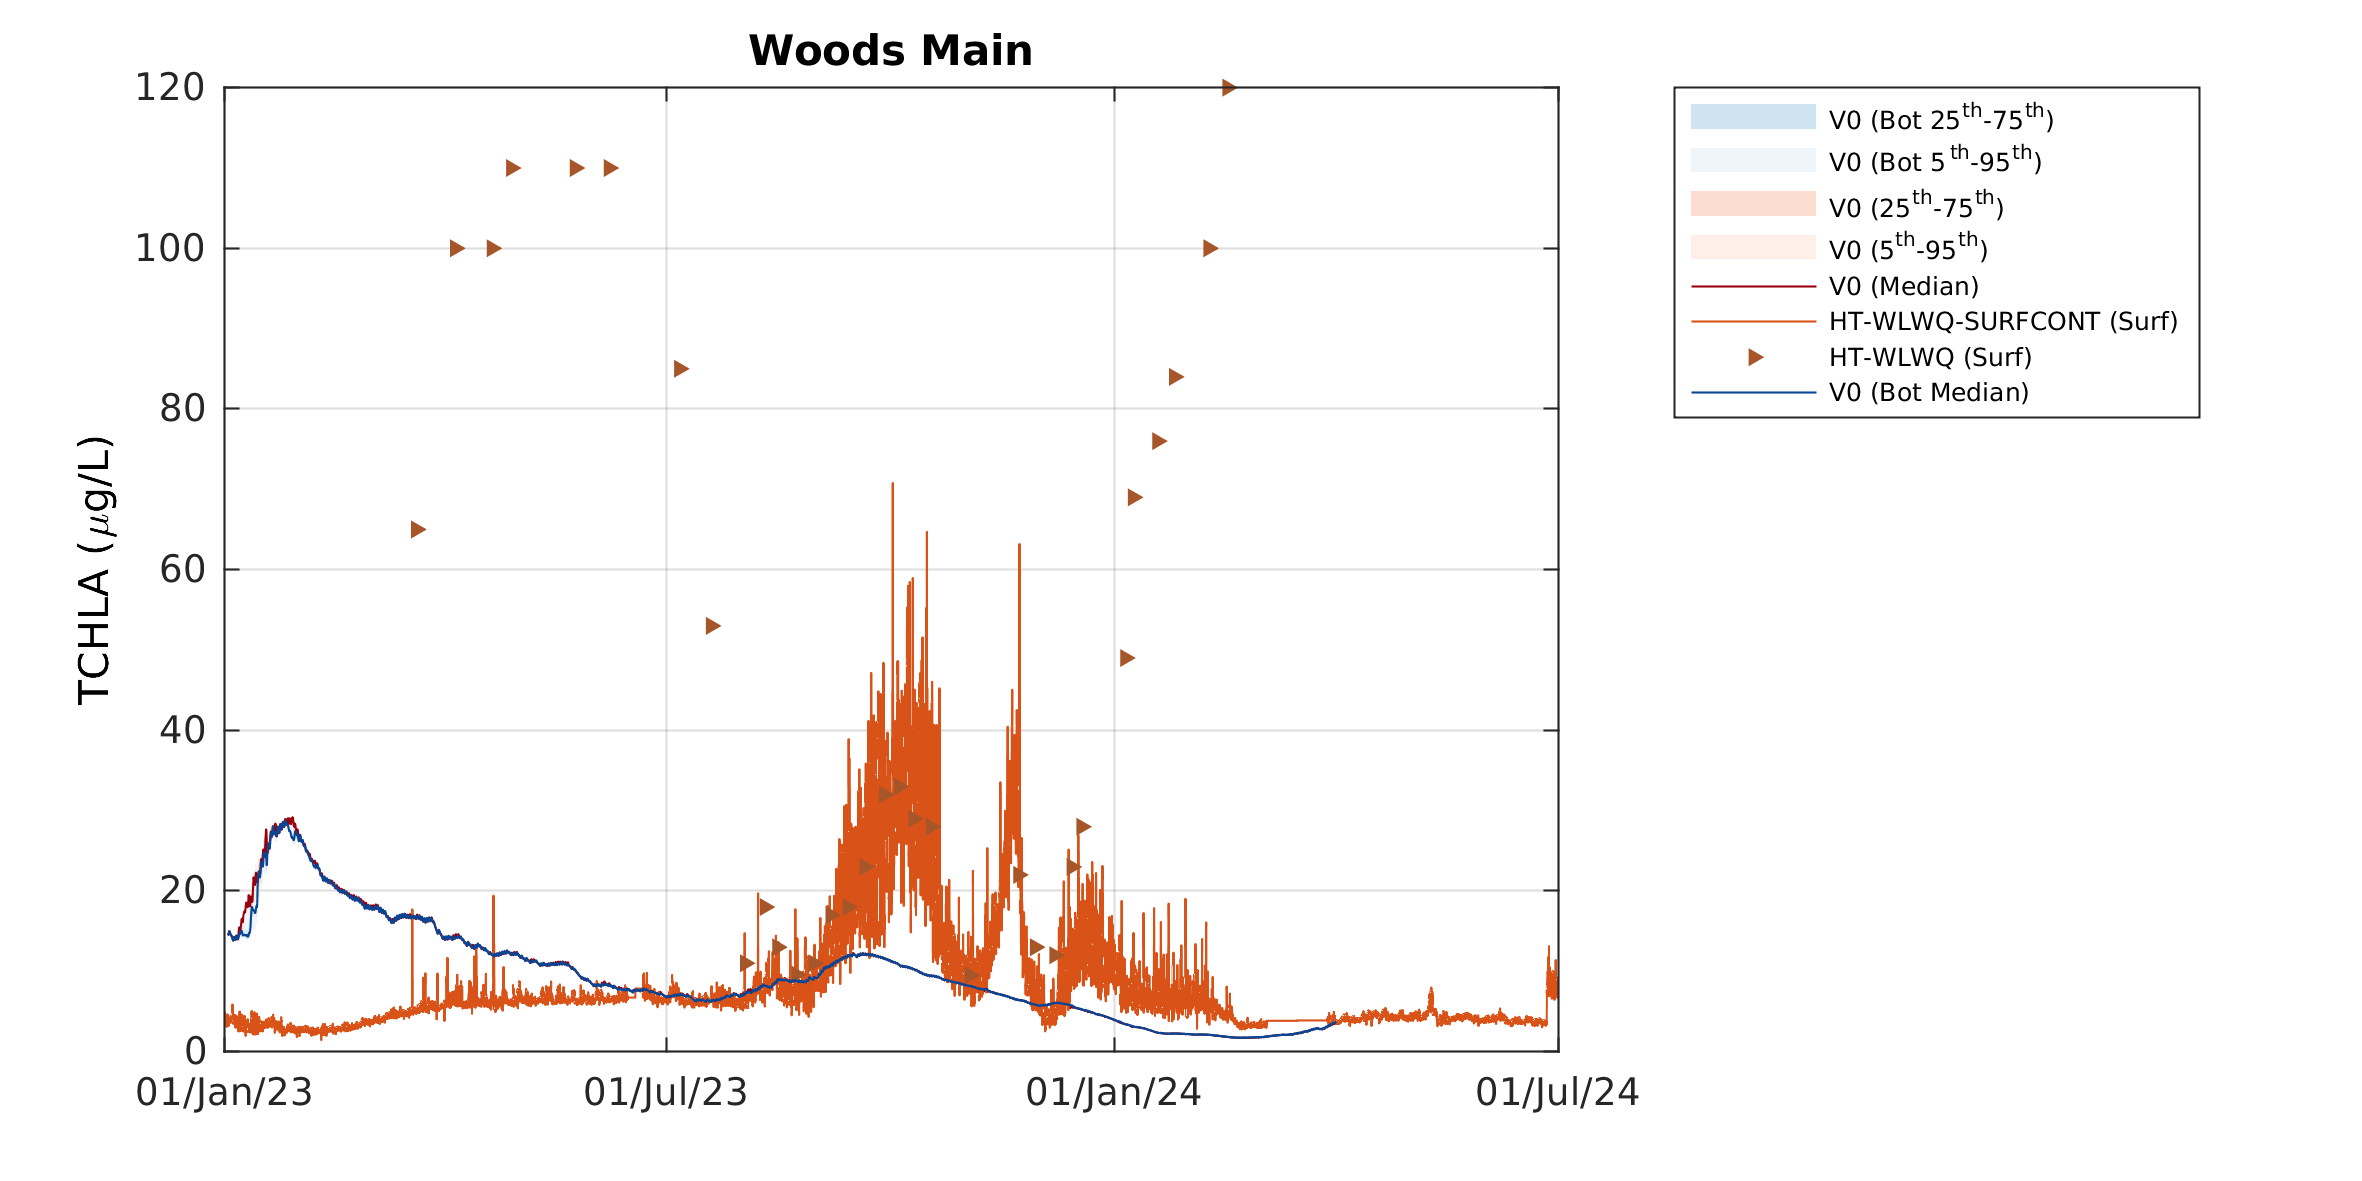 Woods Main
120
100
80
60
40
20
0
TCHLA (μg/L)
01/Jan/23
01/Jul/23
01/Jan/24
01/Jul/24
V0 (Bot 25th-75th)
V0 (Bot 5th-95th)
V0 (25th-75th)
V0 (5th-95th)
V0 (Median)
HT-WLWQ-SURFCONT (Surf)
HT-WLWQ (Surf)
V0 (Bot Median)